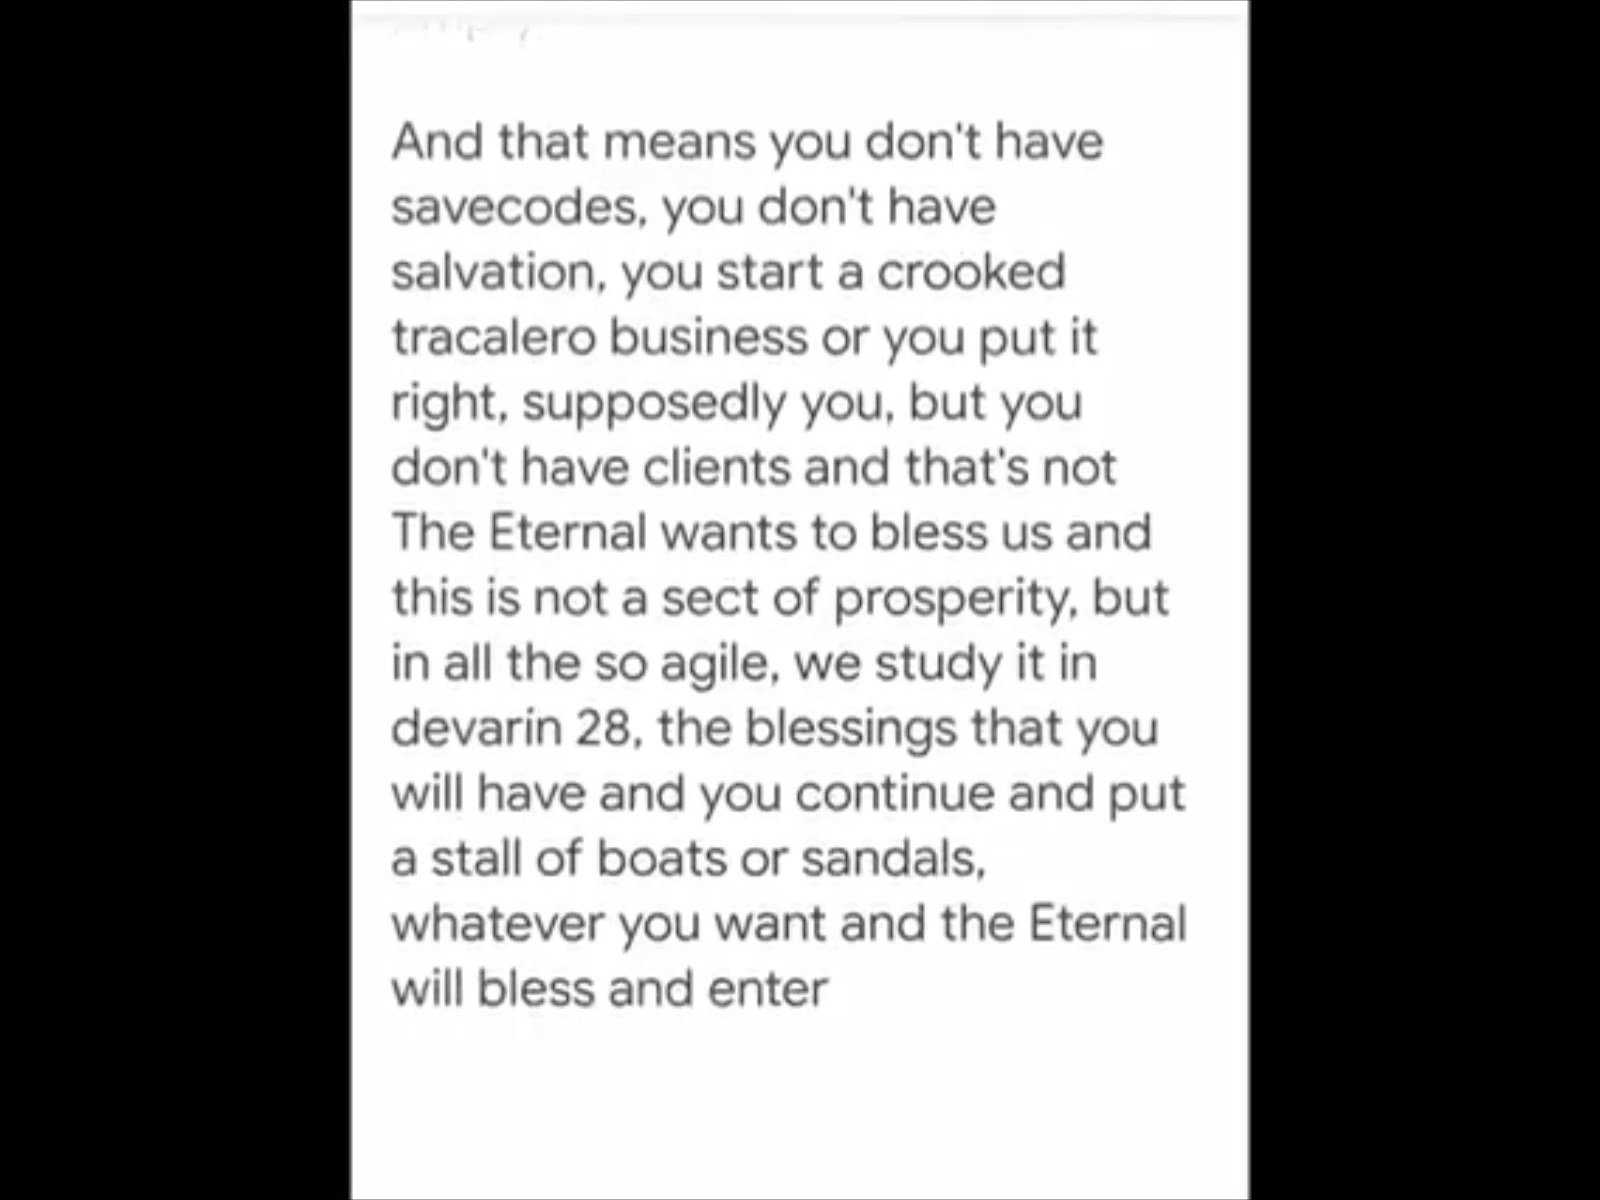 And that means you don't have
savecodes, you don't have
salvation, you start a crooked
tracalero business or you put it
right, supposedly you, but you
don't have clients and that's not
The Eternal wants to bless us and
this is not a sect of prosperity, but
in all the so agile, we study it in
devarin 28, the blessings that you
will have and you continue and put
a stall of boats or sandals,
whatever you want and the Eternal
will bless and enter